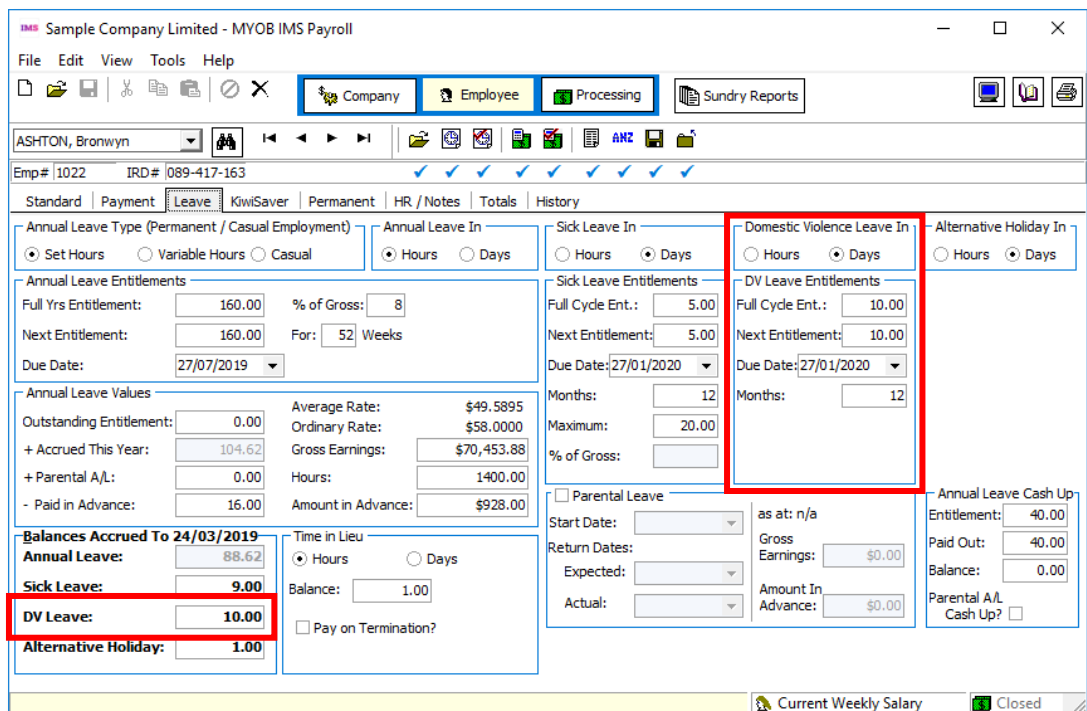 IMS Sample Company Limited - MYOB IMS Payroll
File Edit View Tools Help
Company Employee Processing Sundry Reports
ASHTON, Bronwyn ANZ
Emp# 1022 IRD# 089-417-163
Standard Payment Leave KiwiSaver Permanent HR / Notes Totals History
Annual Leave Type (Permanent / Casual Employment)
Set Hours Variable Hours Casual
Annual Leave In
Hours Days
Sick Leave In
Hours Days
Domestic Violence Leave In
Hours Days
Alternative Holiday In
Hours Days
Annual Leave Entitlements
Full Yrs Entitlement: 160.00 % of Gross: 8
Next Entitlement: 160.00 For: 52 Weeks
Due Date: 27/07/2019
Sick Leave Entitlements
Full Cycle Ent.: 5.00
Next Entitlement: 5.00
Due Date: 27/01/2020
Months: 12
Maximum: 20.00
% of Gross:
DV Leave Entitlements
Full Cycle Ent.: 10.00
Next Entitlement: 10.00
Due Date: 27/01/2020
Months: 12
Annual Leave Values
Outstanding Entitlement: 0.00
+ Accrued This Year: 104.62
+ Parental A/L: 0.00
- Paid in Advance: 16.00
Average Rate: $49.5895
Ordinary Rate: $58.0000
Gross Earnings: $70,453.88
Hours: 1400.00
Amount in Advance: $928.00
Balances Accrued To 24/03/2019
Annual Leave: 88.62
Sick Leave: 9.00
DV Leave: 10.00
Alternative Holiday: 1.00
Time in Lieu
Hours Days
Balance: 1.00
Pay on Termination?
Parental Leave
Start Date:
Return Dates:
Expected:
Actual:
as at: n/a
Gross
Earnings: $0.00
Amount In
Advance: $0.00
Annual Leave Cash Up
Entitlement: 40.00
Paid Out: 40.00
Balance: 0.00
Parental A/L
Cash Up?
Current Weekly Salary Closed